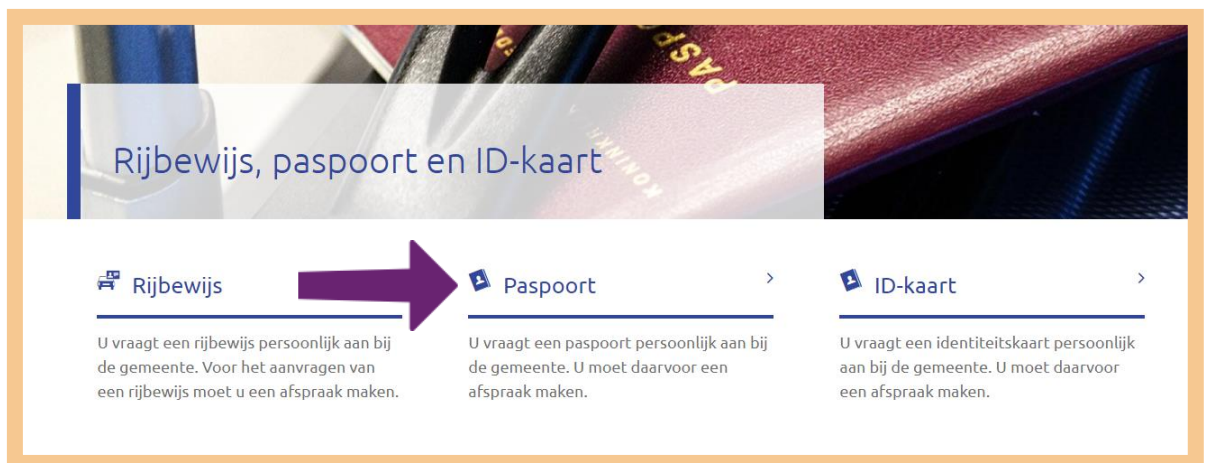 PASPO
KONINKR
Rijbewijs, paspoort en ID-kaart
Rijbewijs
U vraagt een rijbewijs persoonlijk aan bij
de gemeente. Voor het aanvragen van
een rijbewijs moet u een afspraak maken.
Paspoort
U vraagt een paspoort persoonlijk aan bij
de gemeente. U moet daarvoor een
afspraak maken.
ID-kaart
U vraagt een identiteitskaart persoonlijk
aan bij de gemeente. U moet daarvoor
een afspraak maken.